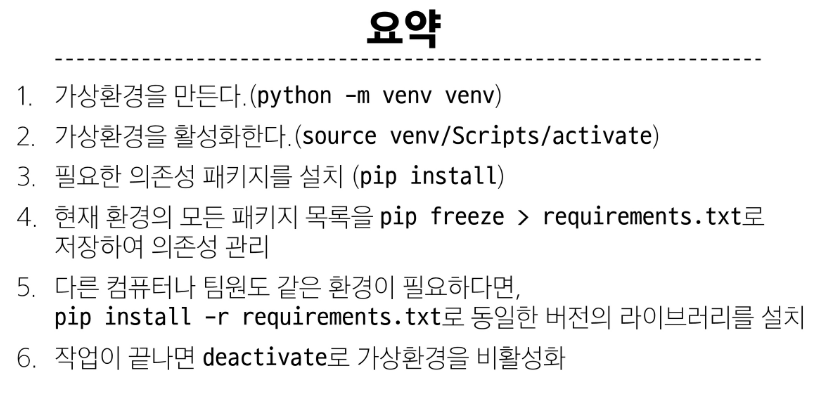 요약
1. 가상환경을 만든다.(python -m venv venv)
2. 가상환경을 활성화한다.(source venv/Scripts/activate)
3. 필요한 의존성 패키지를 설치 (pip install)
4. 현재 환경의 모든 패키지 목록을 pip freeze > requirements.txt로
저장하여 의존성 관리
5. 다른 컴퓨터나 팀원도 같은 환경이 필요하다면,
pip install -r requirements.txt로 동일한 버전의 라이브러리를 설치
6. 작업이 끝나면 deactivate로 가상환경을 비활성화